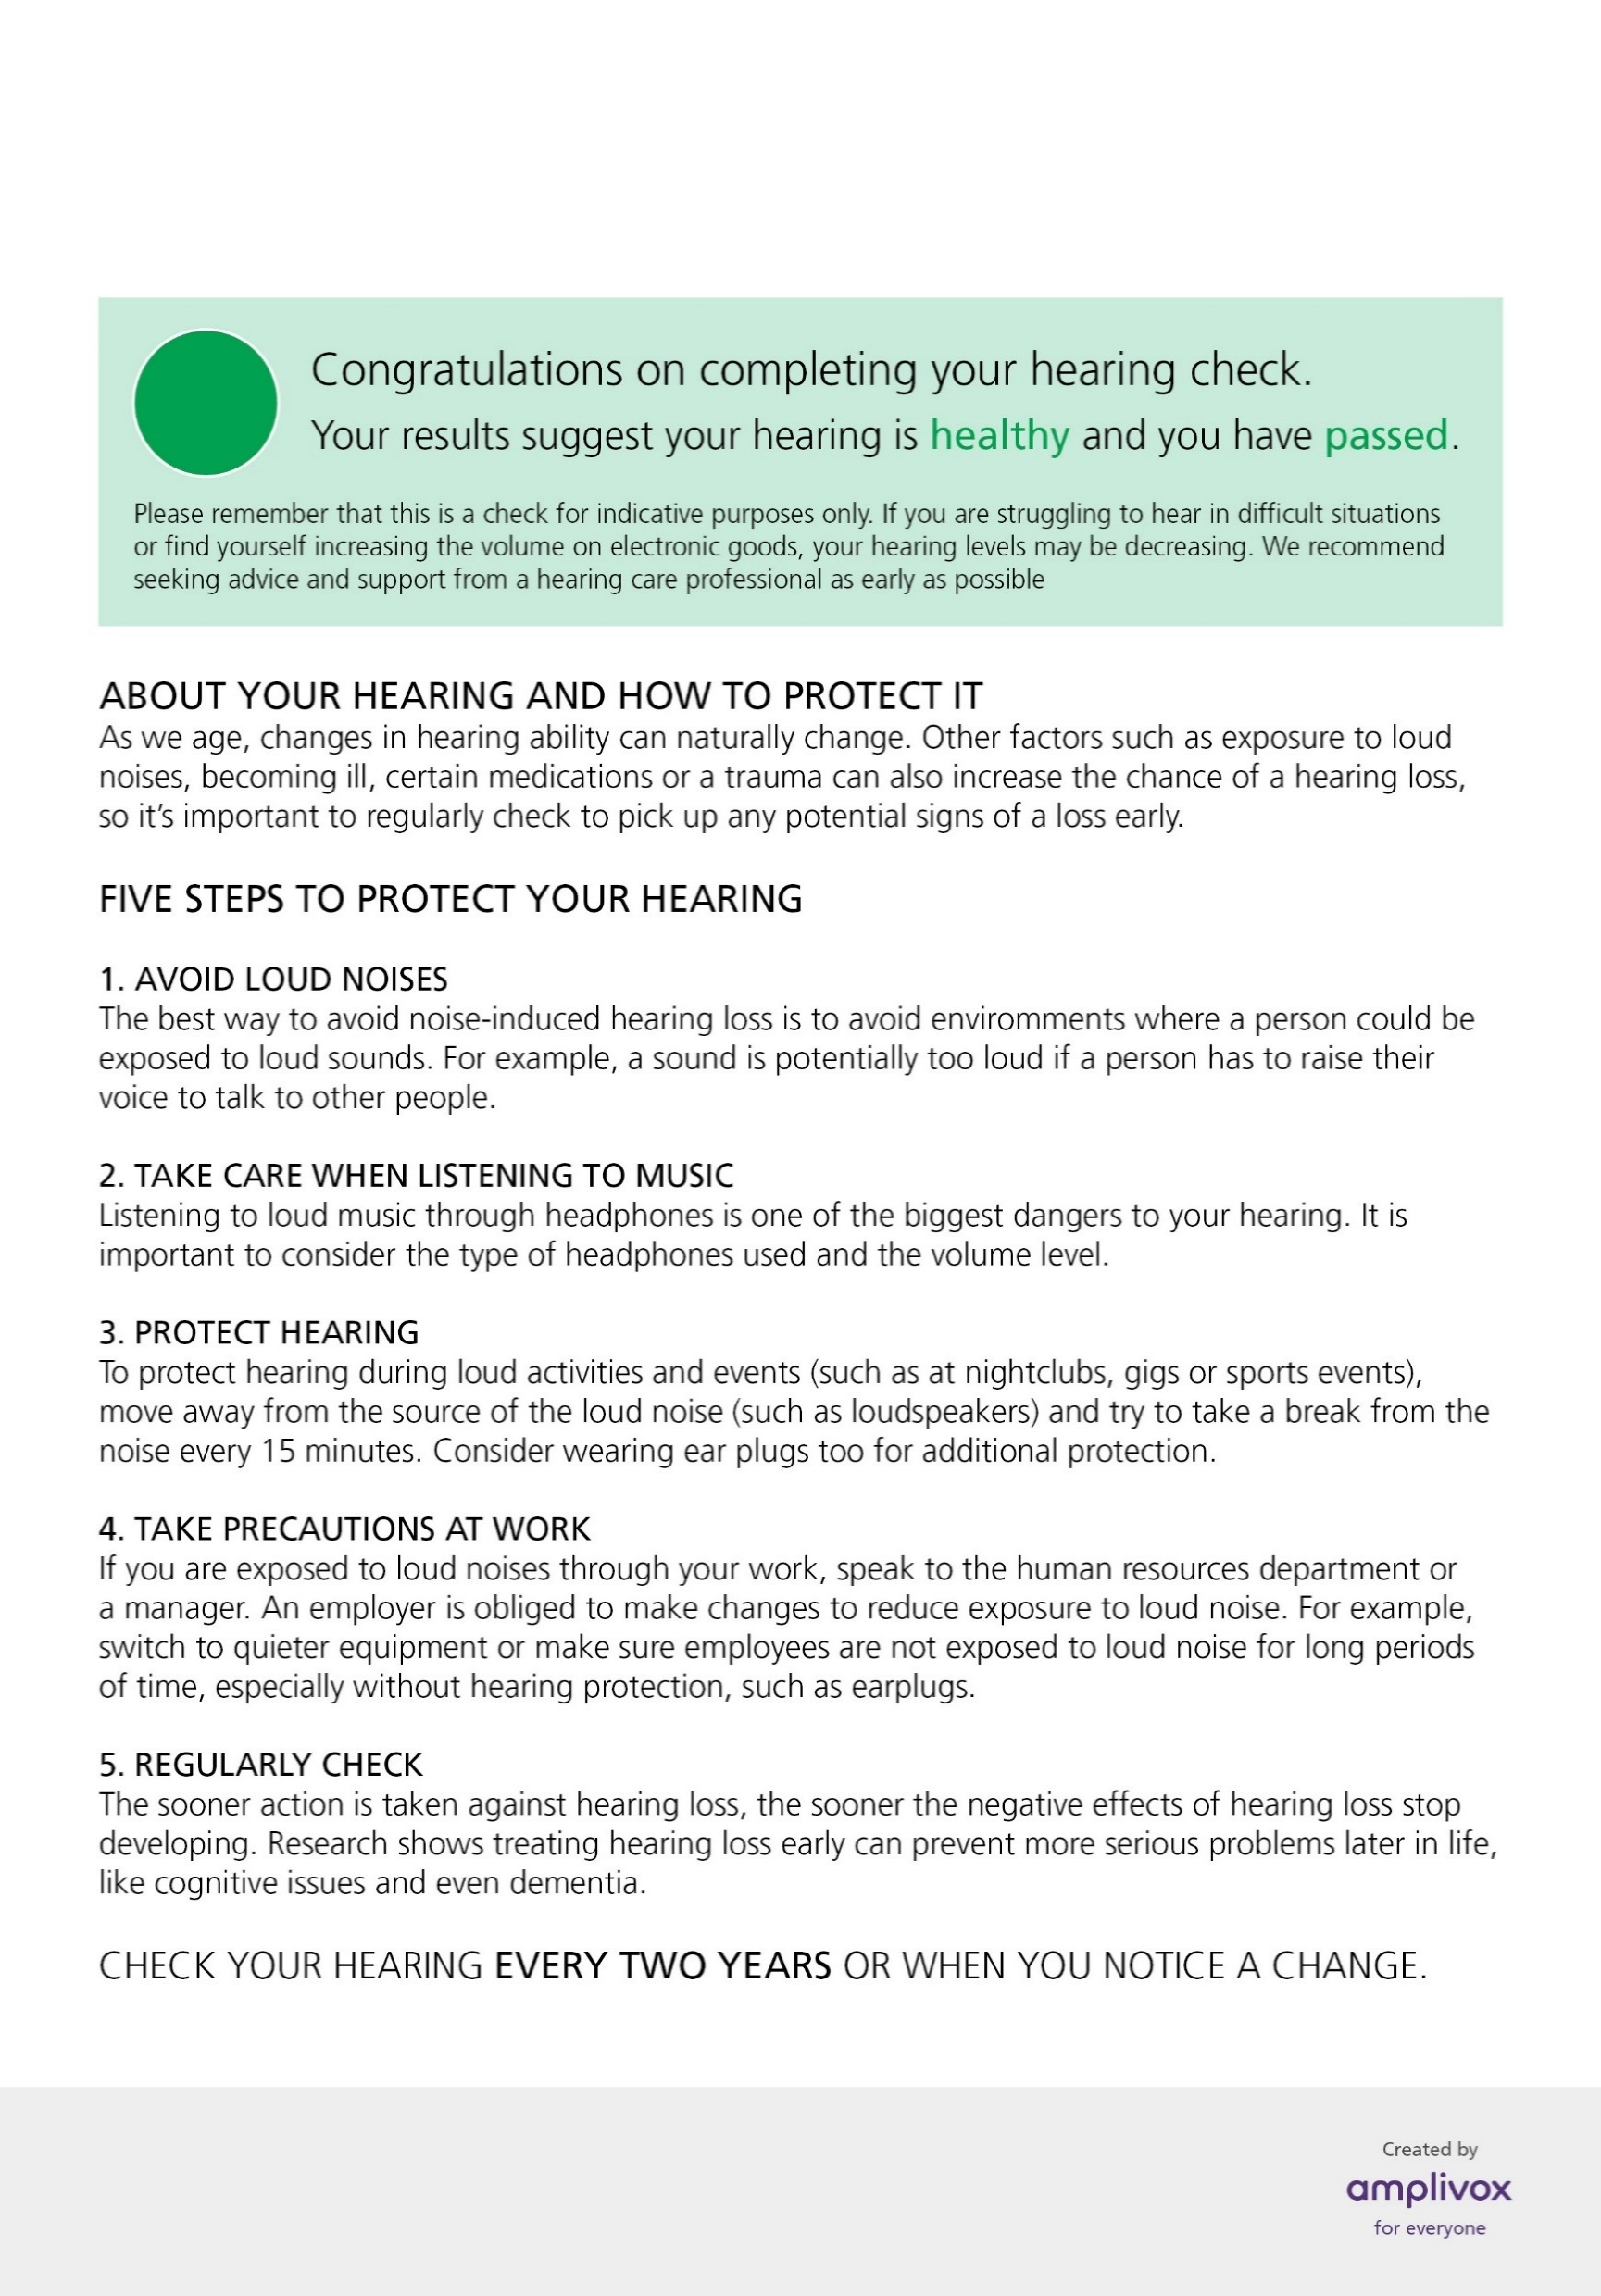 Congratulations on completing your hearing check.
Your results suggest your hearing is healthy and you have passed.
Please remember that this is a check for indicative purposes only. If you are struggling to hear in difficult situations
or find yourself increasing the volume on electronic goods, your hearing levels may be decreasing. We recommend
seeking advice and support from a hearing care professional as early as possible
ABOUT YOUR HEARING AND HOW TO PROTECT IT
As we age, changes in hearing ability can naturally change. Other factors such as exposure to loud
noises, becoming ill, certain medications or a trauma can also increase the chance of a hearing loss,
so it’s important to regularly check to pick up any potential signs of a loss early.
FIVE STEPS TO PROTECT YOUR HEARING
1. AVOID LOUD NOISES
The best way to avoid noise-induced hearing loss is to avoid enviromments where a person could be
exposed to loud sounds. For example, a sound is potentially too loud if a person has to raise their
voice to talk to other people.
2. TAKE CARE WHEN LISTENING TO MUSIC
Listening to loud music through headphones is one of the biggest dangers to your hearing. It is
important to consider the type of headphones used and the volume level.
3. PROTECT HEARING
To protect hearing during loud activities and events (such as at nightclubs, gigs or sports events),
move away from the source of the loud noise (such as loudspeakers) and try to take a break from the
noise every 15 minutes. Consider wearing ear plugs too for additional protection.
4. TAKE PRECAUTIONS AT WORK
If you are exposed to loud noises through your work, speak to the human resources department or
a manager. An employer is obliged to make changes to reduce exposure to loud noise. For example,
switch to quieter equipment or make sure employees are not exposed to loud noise for long periods
of time, especially without hearing protection, such as earplugs.
5. REGULARLY CHECK
The sooner action is taken against hearing loss, the sooner the negative effects of hearing loss stop
developing. Research shows treating hearing loss early can prevent more serious problems later in life,
like cognitive issues and even dementia.
CHECK YOUR HEARING EVERY TWO YEARS OR WHEN YOU NOTICE A CHANGE.
Created by
amplivox
for everyone